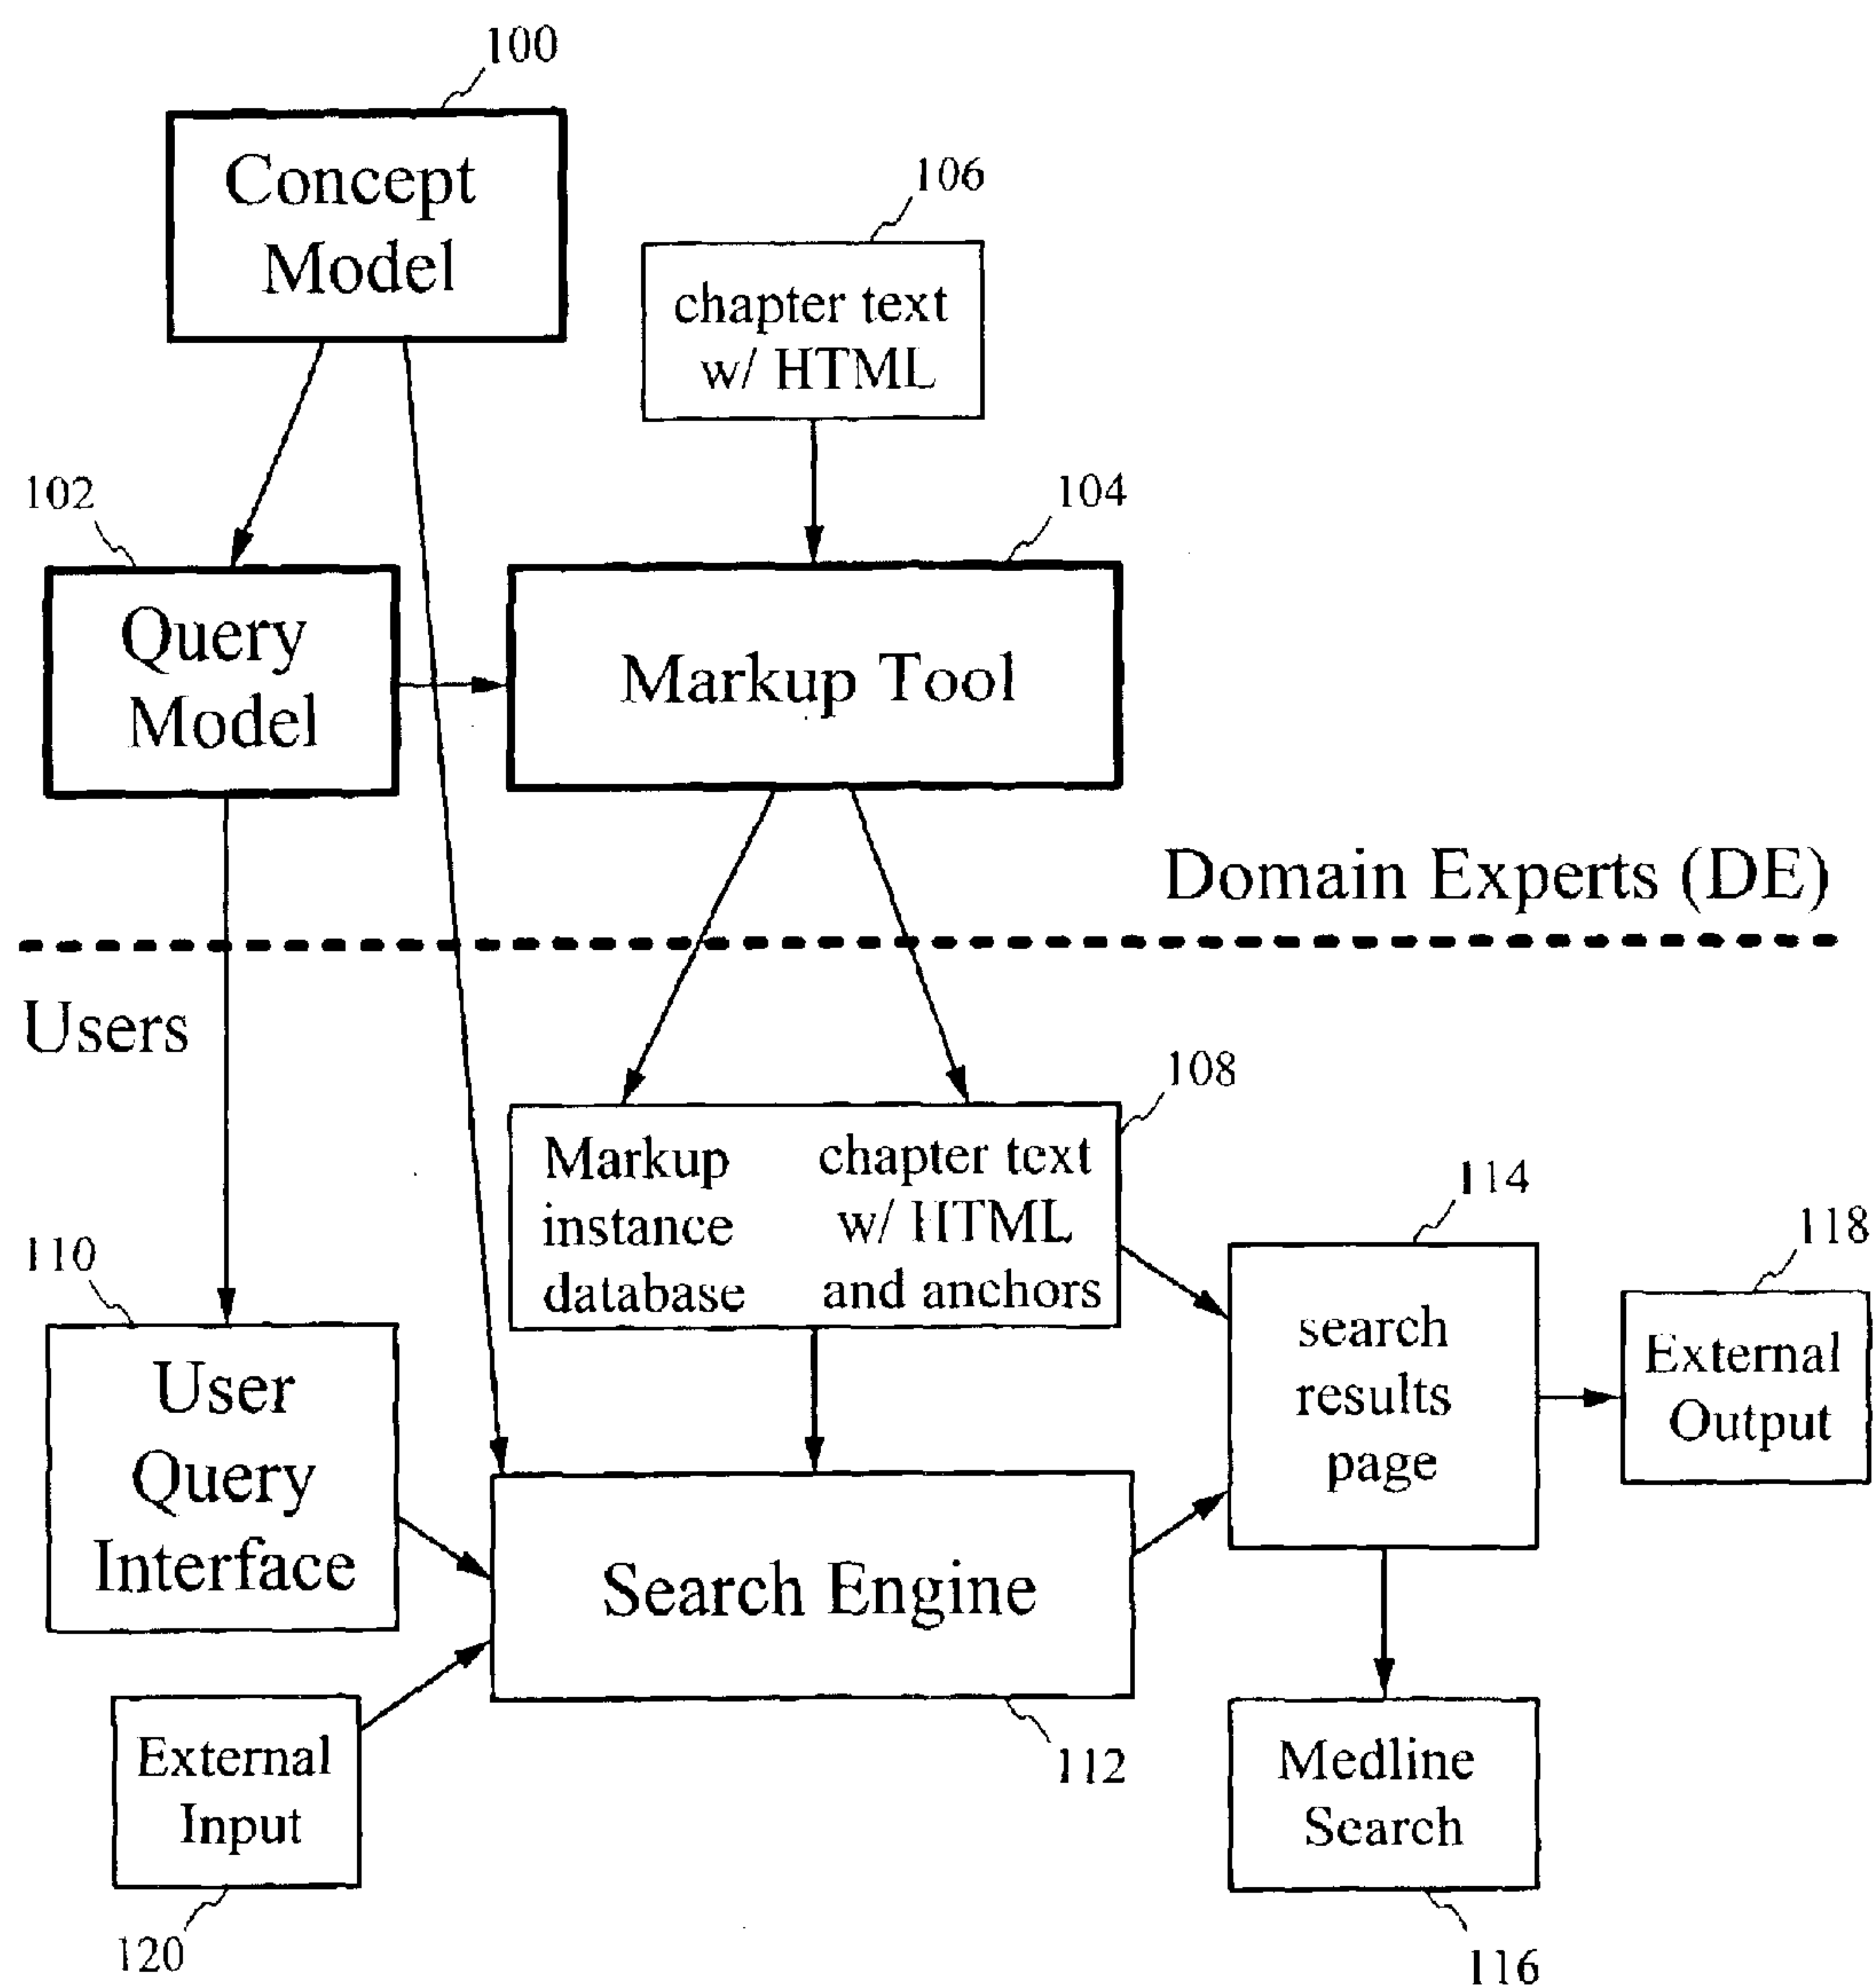 100
Concept
Model
106
chapter text
w/ HTML
102
Query
Model
104
Markup Tool
Domain Experts (DE)
Users
108
Markup
instance
database
chapter text
w/ HTML
and anchors
110
User
Query
Interface
114
search
results
page
118
External
Output
Search Engine
112
External
Input
120
Medline
Search
116